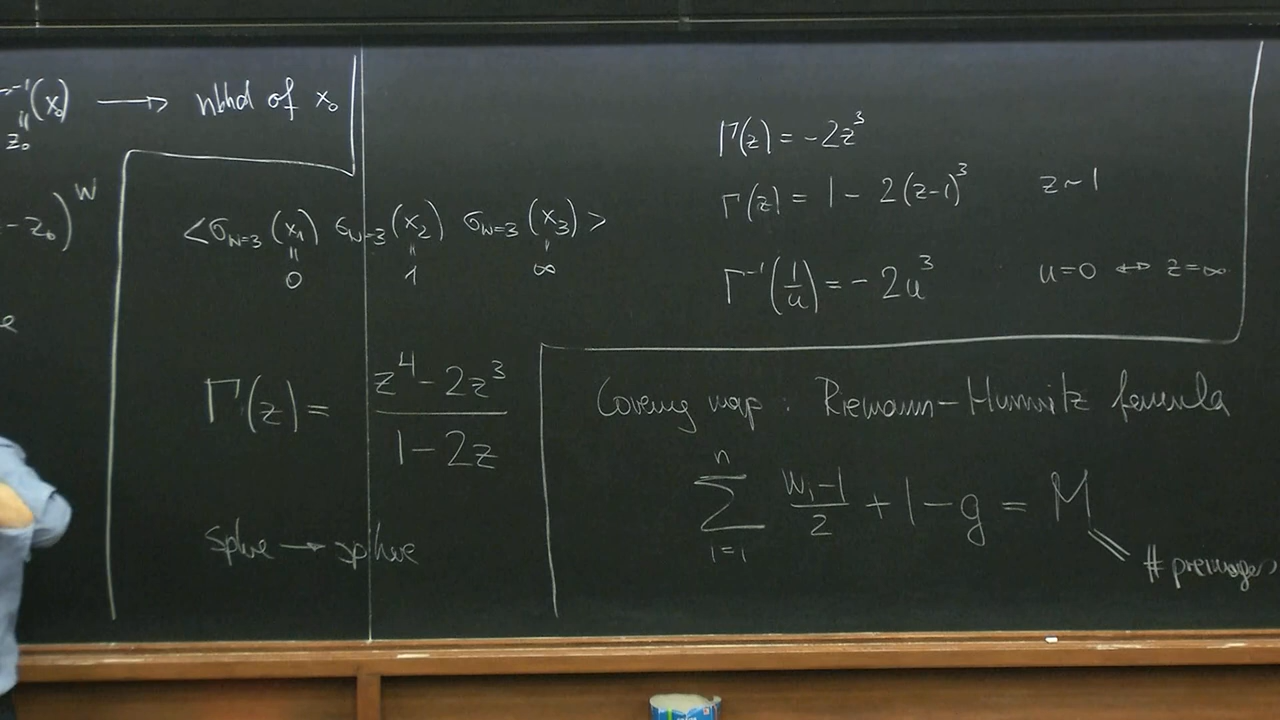 ⁻¹(x₀) ⟶ nbhd of x₀
z₀
- z₀)^W
e
<σ_{W=3}(x₁) σ_{W=3}(x₂) σ_{W=3}(x₃)>
0 1 ∞
Γ(z) = (z⁴ - 2z³)/(1 - 2z)
sphre → sphere
Γ(z) = -2z³
Γ(z) = 1 - 2(z-1)³ z ~ 1
Γ⁻¹(1/u) = -2u³ u=0 ↔ z=∞
Covering map : Riemann-Hurwitz formula
∑_{i=1}^{n} (w_i-1)/2 + 1 - g = M
# preimages